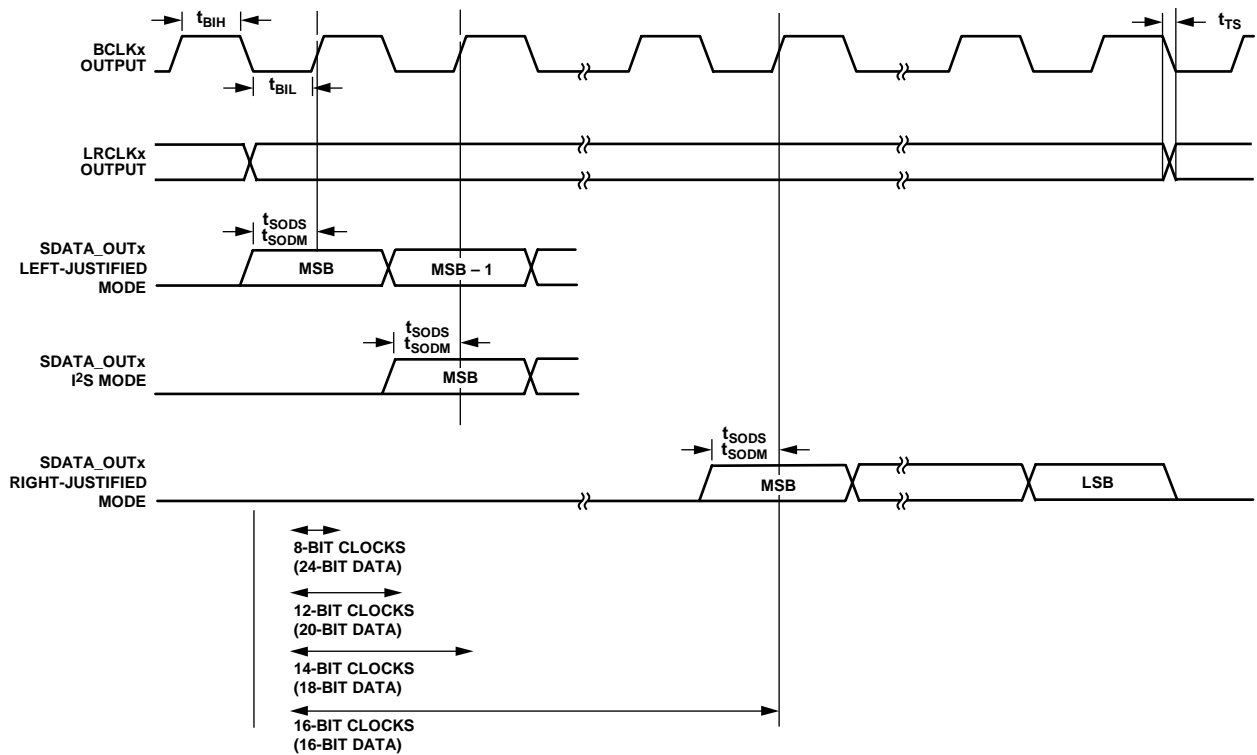 tBIH
tTS
BCLKx
OUTPUT
tBIL
LRCLKx
OUTPUT
tSODS
tSODM
SDATA_OUTx
LEFT-JUSTIFIED
MODE
MSB
MSB – 1
tSODS
tSODM
SDATA_OUTx
I2S MODE
MSB
tSODS
tSODM
SDATA_OUTx
RIGHT-JUSTIFIED
MODE
MSB
LSB
8-BIT CLOCKS
(24-BIT DATA)
12-BIT CLOCKS
(20-BIT DATA)
14-BIT CLOCKS
(18-BIT DATA)
16-BIT CLOCKS
(16-BIT DATA)